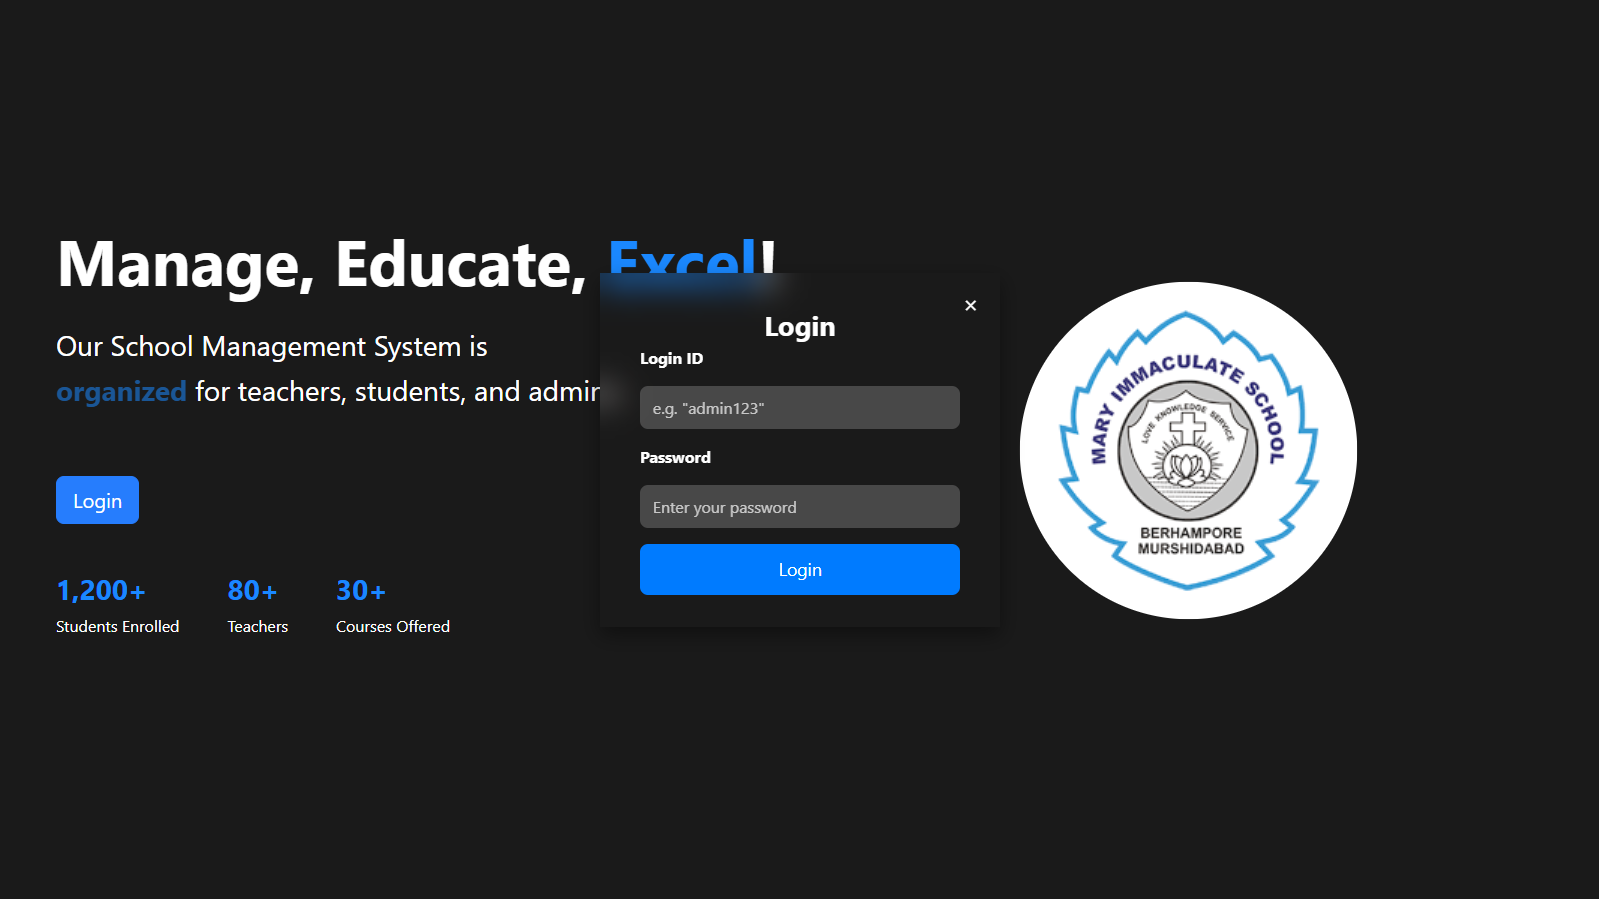 Manage, Educate, Excel!
Our School Management System is
organized for teachers, students, and admin
Login
1,200+ 80+ 30+
Students Enrolled Teachers Courses Offered
×
Login
Login ID
e.g. "admin123"
Password
Enter your password
Login
MARY IMMACULATE SCHOOL
LOVE KNOWLEDGE SERVICE
BERHAMPORE
MURSHIDABAD